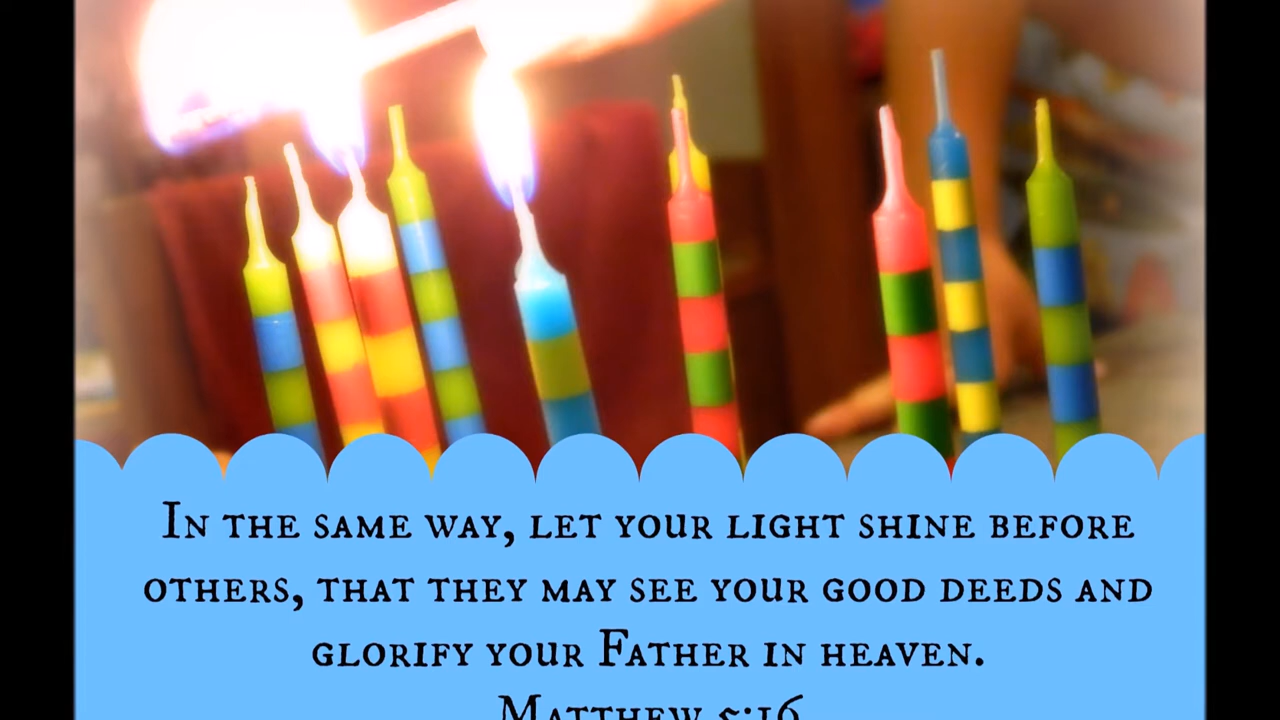 In the same way, let your light shine before
others, that they may see your good deeds and
glorify your Father in heaven.
Matthew 5:16